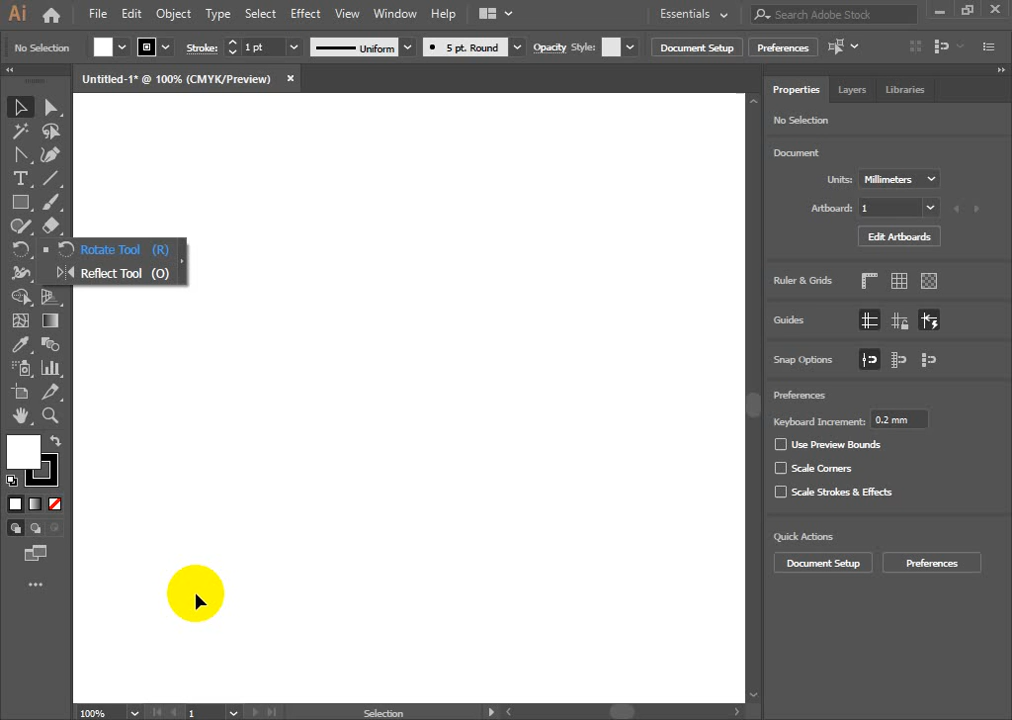 Ai File Edit Object Type Select Effect View Window Help Essentials Search Adobe Stock
No Selection Stroke: 1 pt Uniform 5 pt. Round Opacity Style: Document Setup Preferences
Untitled-1* @ 100% (CMYK/Preview) ×
Properties Layers Libraries
No Selection
Document
Units: Millimeters
Artboard: 1
Edit Artboards
Rotate Tool (R)
Reflect Tool (O)
Ruler & Grids
Guides
Snap Options
Preferences
Keyboard Increment: 0.2 mm
Use Preview Bounds
Scale Corners
Scale Strokes & Effects
Quick Actions
Document Setup Preferences
100% 1 Selection